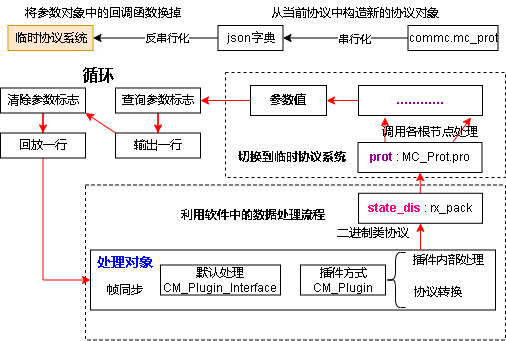 将参数对象中的回调函数换掉
从当前协议中构造新的协议对象
临时协议系统
反串行化
json字典
串行化
commc.mc_prot
循环
清除参数标志
查询参数标志
参数值
............
调用各根节点处理
回放一行
输出一行
切换到临时协议系统
prot : MC_Prot.pro
利用软件中的数据处理流程
state_dis : rx_pack
二进制类协议
处理对象
帧同步
默认处理
CM_Plugin_Interface
插件方式
CM_Plugin
插件内部处理
协议转换